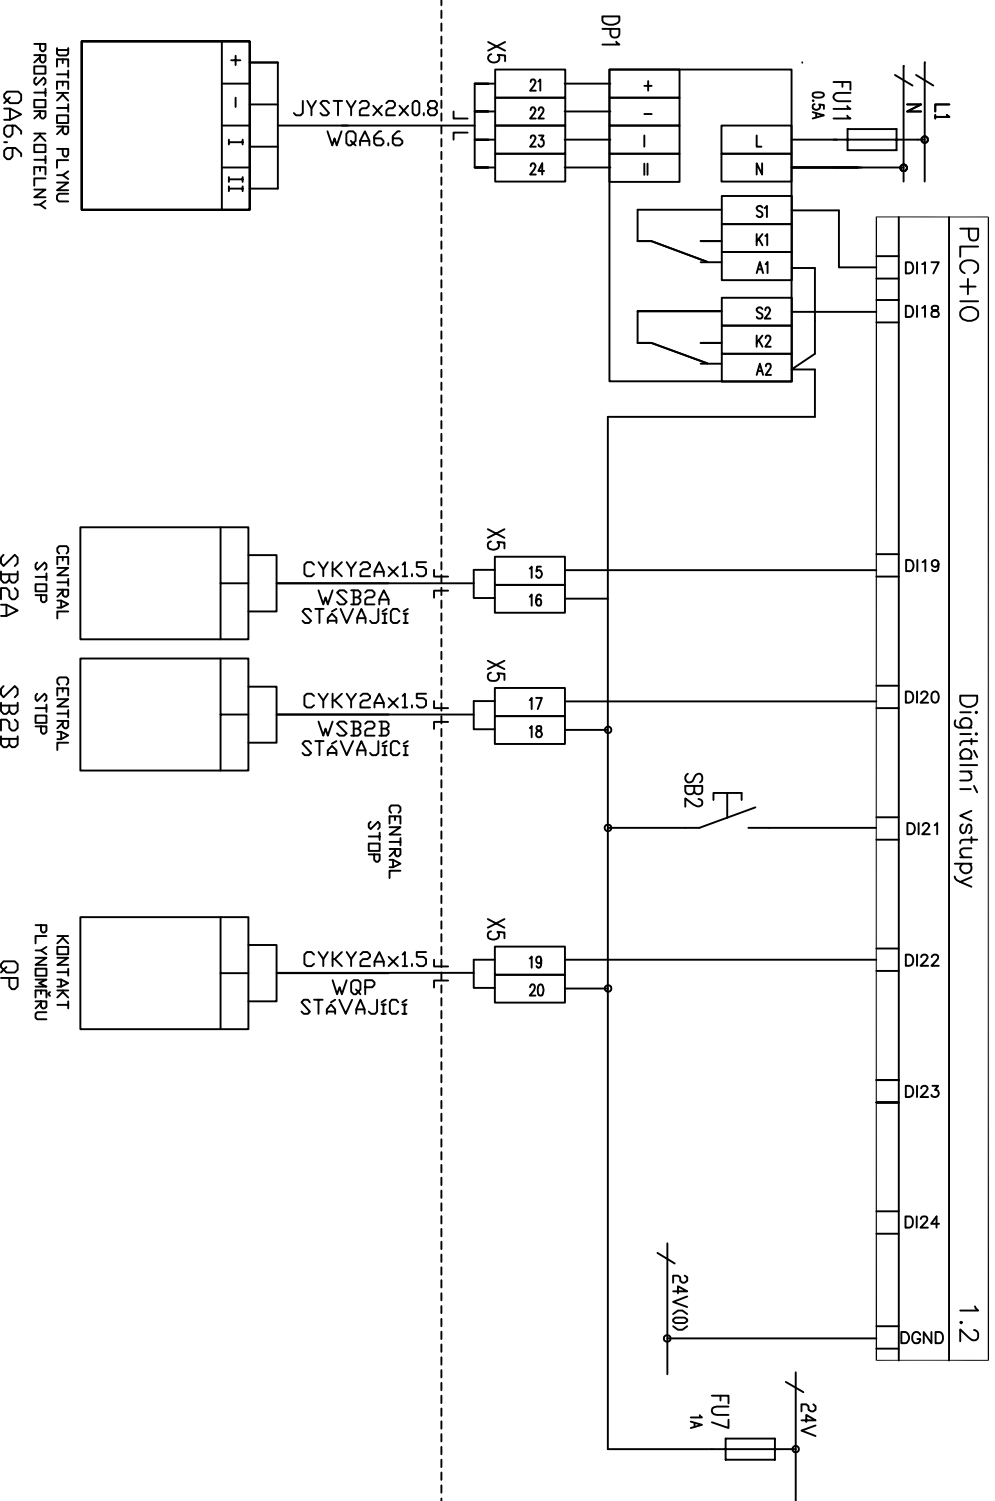 PLC+IO
Digitální vstupy
1.2
DI17
DI18
DI19
DI20
DI21
DI22
DI23
DI24
DGND
L1
N
FU11
0.5A
DP1
L
N
+
-
I
II
S1
K1
A1
S2
K2
A2
X5
21
22
23
24
X5
15
16
X5
17
18
X5
19
20
SB2
24V(0)
24V
FU7
1A
JYSTY2x2x0.8
WQA6.6
CYKY2Ax1.5
WSB2A
STÁVAJÍCÍ
CYKY2Ax1.5
WSB2B
STÁVAJÍCÍ
CENTRAL
STOP
CYKY2Ax1.5
WQP
STÁVAJÍCÍ
+
-
I
II
DETEKTOR PLYNU
PROSTOR KOTELNY
QA6.6
CENTRAL
STOP
SB2A
CENTRAL
STOP
SB2B
KONTAKT
PLYNOMĚRU
QP